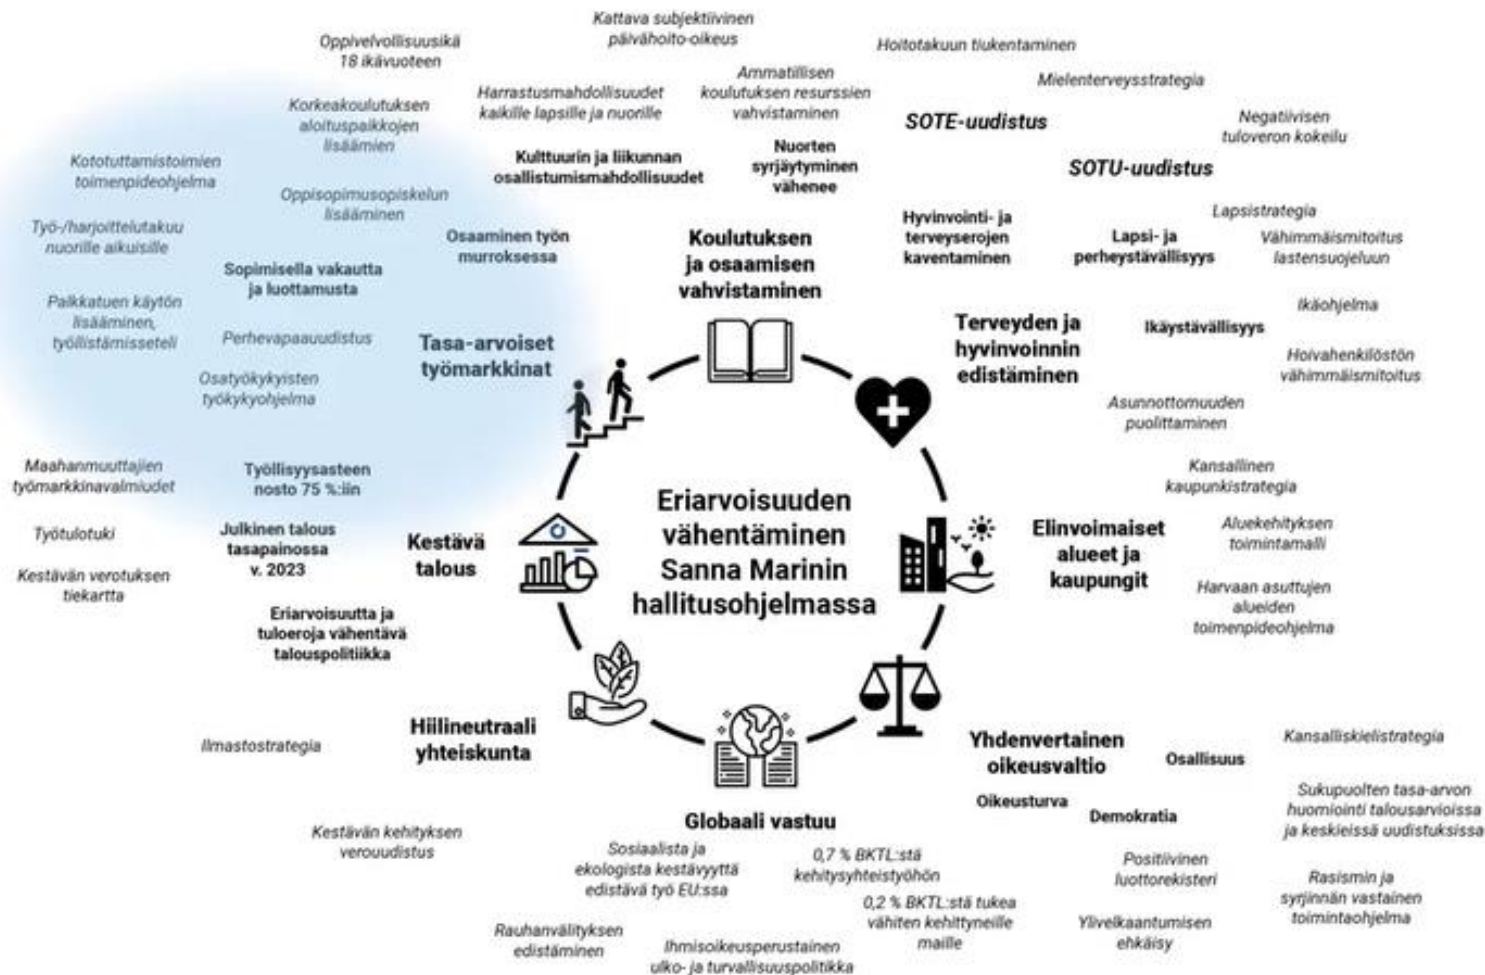 Kattava subjektiivinen
päivähoito-oikeus
Oppivelvollisuusikä
18 ikävuoteen
Hoitotakuun tiukentaminen
Harrastusmahdollisuudet
kaikille lapsille ja nuorille
Ammatillisen
koulutuksen resurssien
vahvistaminen
Mielenterveysstrategia
Korkeakoulutuksen
aloituspaikkojen
lisäämien
SOTE-uudistus
Negatiivisen
tuloveron kokeilu
Kototuttamistoimien
toimenpideohjelma
Kulttuurin ja liikunnan
osallistumismahdollisuudet
Nuorten
syrjäytyminen
vähenee
SOTU-uudistus
Oppisopimusopiskelun
lisääminen
Työ-/harjoittelutakuu
nuorille aikuisille
Osaaminen työn
murroksessa
Koulutuksen
ja osaamisen
vahvistaminen
Hyvinvointi- ja
terveyserojen
kaventaminen
Lapsi- ja
perheystävällisyys
Lapsistrategia
Vähimmäismitoitus
lastensuojeluun
Sopimisella vakautta
ja luottamusta
Palkkatuen käytön
lisääminen,
työllistämisseteli
Perhevapaauudistus
Tasa-arvoiset
työmarkkinat
Terveyden ja
hyvinvoinnin
edistäminen
Ikäystävällisyys
Ikäohjelma
Hoivahenkilöstön
vähimmäismitoitus
Osatyökykyisten
työkykyohjelma
Asunnottomuuden
puolittaminen
Maahanmuuttajien
työmarkkinavalmiudet
Työllisyysasteen
nosto 75 %:iin
Kansallinen
kaupunkistrategia
Eriarvoisuuden
vähentäminen
Sanna Marinin
hallitusohjelmassa
Työtulotuki
Julkinen talous
tasapainossa
v. 2023
Kestävä
talous
Elinvoimaiset
alueet ja
kaupungit
Aluekehityksen
toimintamalli
Kestävän verotuksen
tiekartta
Harvaan asuttujen
alueiden
toimenpideohjelma
Eriarvoisuutta ja
tuloeroja vähentävä
talouspolitiikka
Hiilineutraali
yhteiskunta
Ilmastostrategia
Yhdenvertainen
oikeusvaltio
Osallisuus
Kansalliskielistrategia
Oikeusturva
Demokratia
Sukupuolten tasa-arvon
huomiointi talousarvioissa
ja keskieissä uudistuksissa
Globaali vastuu
Kestävän kehityksen
verouudistus
Sosiaalista ja
ekologista kestävyyttä
edistävä työ EU:ssa
0,7 % BKTL:stä
kehitysyhteistyöhön
Positiivinen
luottorekisteri
Rasismin ja
syrjinnän vastainen
toimintaohjelma
0,2 % BKTL:stä tukea
vähiten kehittyneille
maille
Rauhanvälityksen
edistäminen
Ihmisoikeusperustainen
ulko- ja turvallisuuspolitikka
Ylivelkaantumisen
ehkäisy